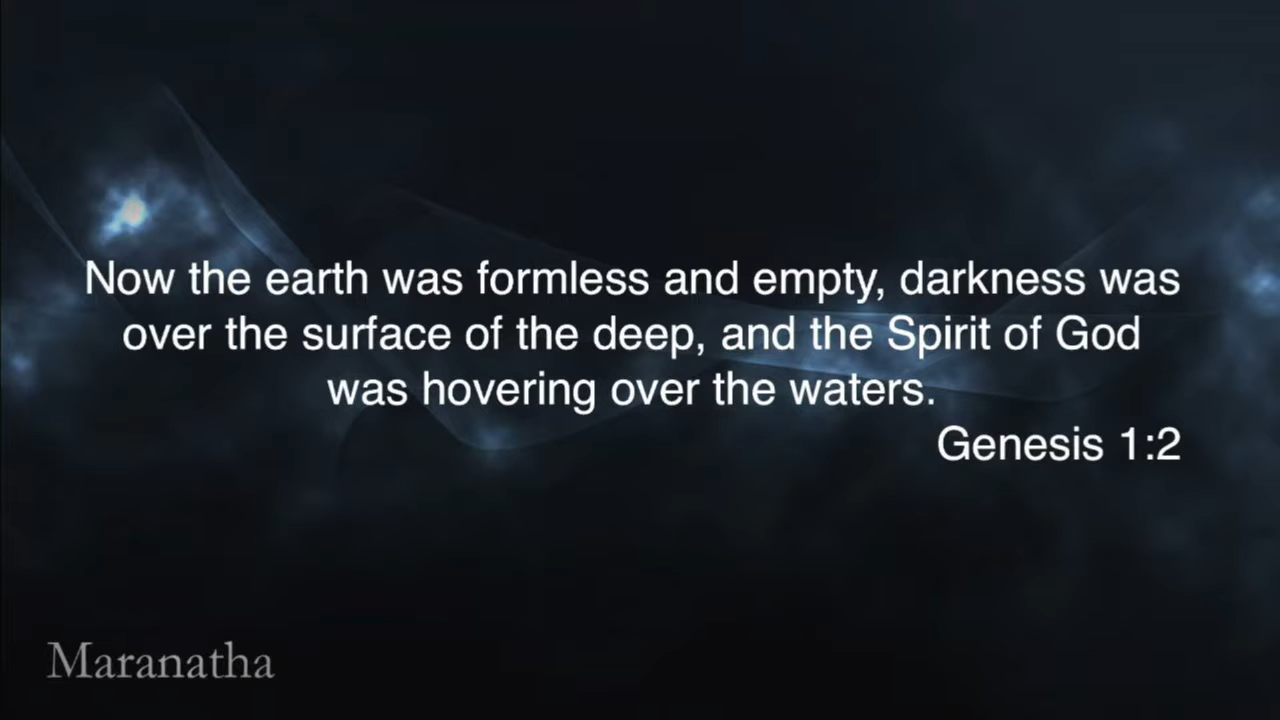 Now the earth was formless and empty, darkness was
over the surface of the deep, and the Spirit of God
was hovering over the waters.
Genesis 1:2
Maranatha